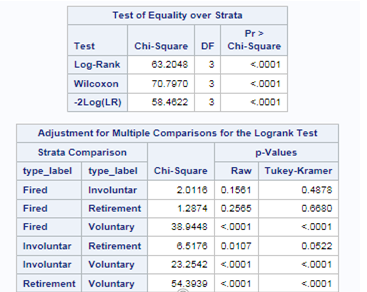 Test of Equality over Strata
Test Chi-Square DF Pr > Chi-Square
Log-Rank 63.2048 3 <.0001
Wilcoxon 70.7970 3 <.0001
-2Log(LR) 58.4622 3 <.0001
Adjustment for Multiple Comparisons for the Logrank Test
Strata Comparison p-Values
type_label type_label Chi-Square Raw Tukey-Kramer
Fired Involuntar 2.0116 0.1561 0.4878
Fired Retirement 1.2874 0.2565 0.6680
Fired Voluntary 38.9448 <.0001 <.0001
Involuntar Retirement 6.5176 0.0107 0.0522
Involuntar Voluntary 23.2542 <.0001 <.0001
Retirement Voluntary 54.3939 <.0001 <.0001